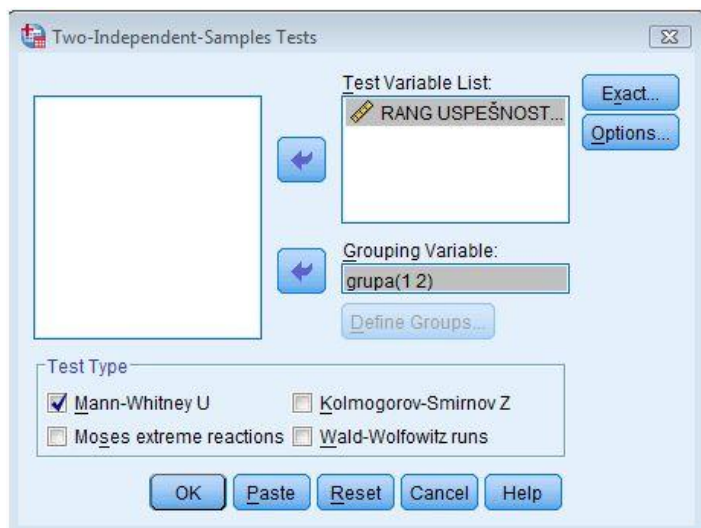 Two-Independent-Samples Tests
Test Variable List:
RANG USPEŠNOST...
Exact...
Options...
Grouping Variable:
grupa(1 2)
Define Groups...
Test Type
Mann-Whitney U
Kolmogorov-Smirnov Z
Moses extreme reactions
Wald-Wolfowitz runs
OK Paste Reset Cancel Help